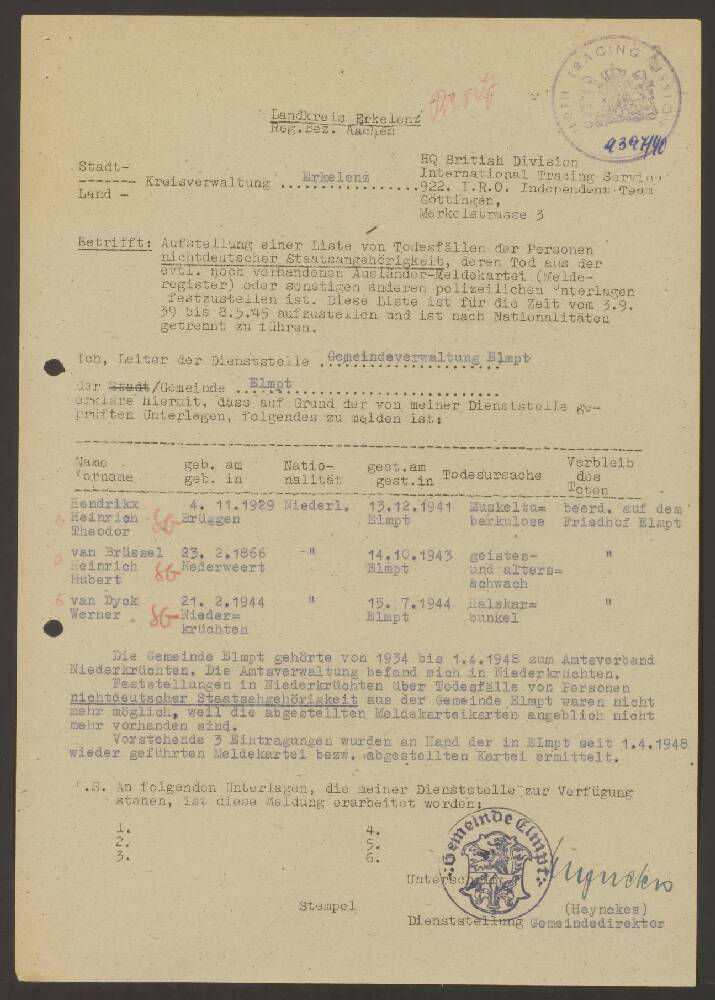 TRACING MISSION
9397/40
Landkreis Erkelenz
Reg.Bez. Aachen
HQ British Division
International Tracing Service
922. I.R.O. Independent Team
Göttingen,
Merkelstrasse 3
Stadt-
Kreisverwaltung Erkelenz
Land -
Betrifft: Aufstellung einer Liste von Todesfällen der Personen
nichtdeutscher Staatsangehörigkeit, deren Tod aus der
evtl. noch vorhandenen Ausländer-Meldekartei (Melde-
register) oder sonstigen anderen polizeilichen Unterlagen
festzustellen ist. Diese Liste ist für die Zeit vom 3.9.
39 bis 8.5.45 aufzustellen und ist nach Nationalitäten
getrennt zu führen.
Ich, Leiter der Dienststelle Gemeindeverwaltung Elmpt
der Stadt/Gemeinde Elmpt
erkläre hiermit, dass auf Grund der von meiner Dienststelle ge-
prüften Unterlagen, folgendes zu melden ist:
Name geb. am Natio- gest.am Todesursache Verbleib
Vorname geb. in nalität gest.in des
Toten
Hendrikx 4. 11.1929 Niederl. 13.12.1941 Muskeltu= beerd. auf dem
6 Heinrich SG Brüggen Elmpt berkulose Friedhof Elmpt
Theodor
van Brüssel 23. 2.1866 -" 14.10.1943 geistes- "
6 Heinrich SG Nederweert Elmpt und alters=
Hubert schwach
6 van Dyck 21. 2.1944 " 15. 7.1944 Halskar= "
Werner SG Nieder= Elmpt bunkel
krüchten
Die Gemeinde Elmpt gehörte von 1934 bis 1.4.1948 zum Amtsverband
Niederkrüchten. Die Amtsverwaltung befand sich in Niederkrüchten.
Feststellungen in Niederkrüchten über Todesfälle von Personen
nichtdeutscher Staatsahgehörigkeit aus der Gemeinde Elmpt waren nicht
mehr möglich, weil die abgestellten Meldekarteikarten angeblich nicht
mehr vorhanden sind.
Vorstehende 3 Eintragungen wurden an Hand der in Elmpt seit 1.4.1948
wieder geführten Meldekartei bezw. abgestellten Kartei ermittelt.
P.S. An folgenden Unterlagen, die meiner Dienststelle zur Verfügung
stehen, ist diese Meldung erarbeitet worden:
1. 4.
2. 5.
3. 6.
Gemeinde Elmpt
Heynckes
Stempel
(Heynckes)
Dienststellung Gemeindedirektor